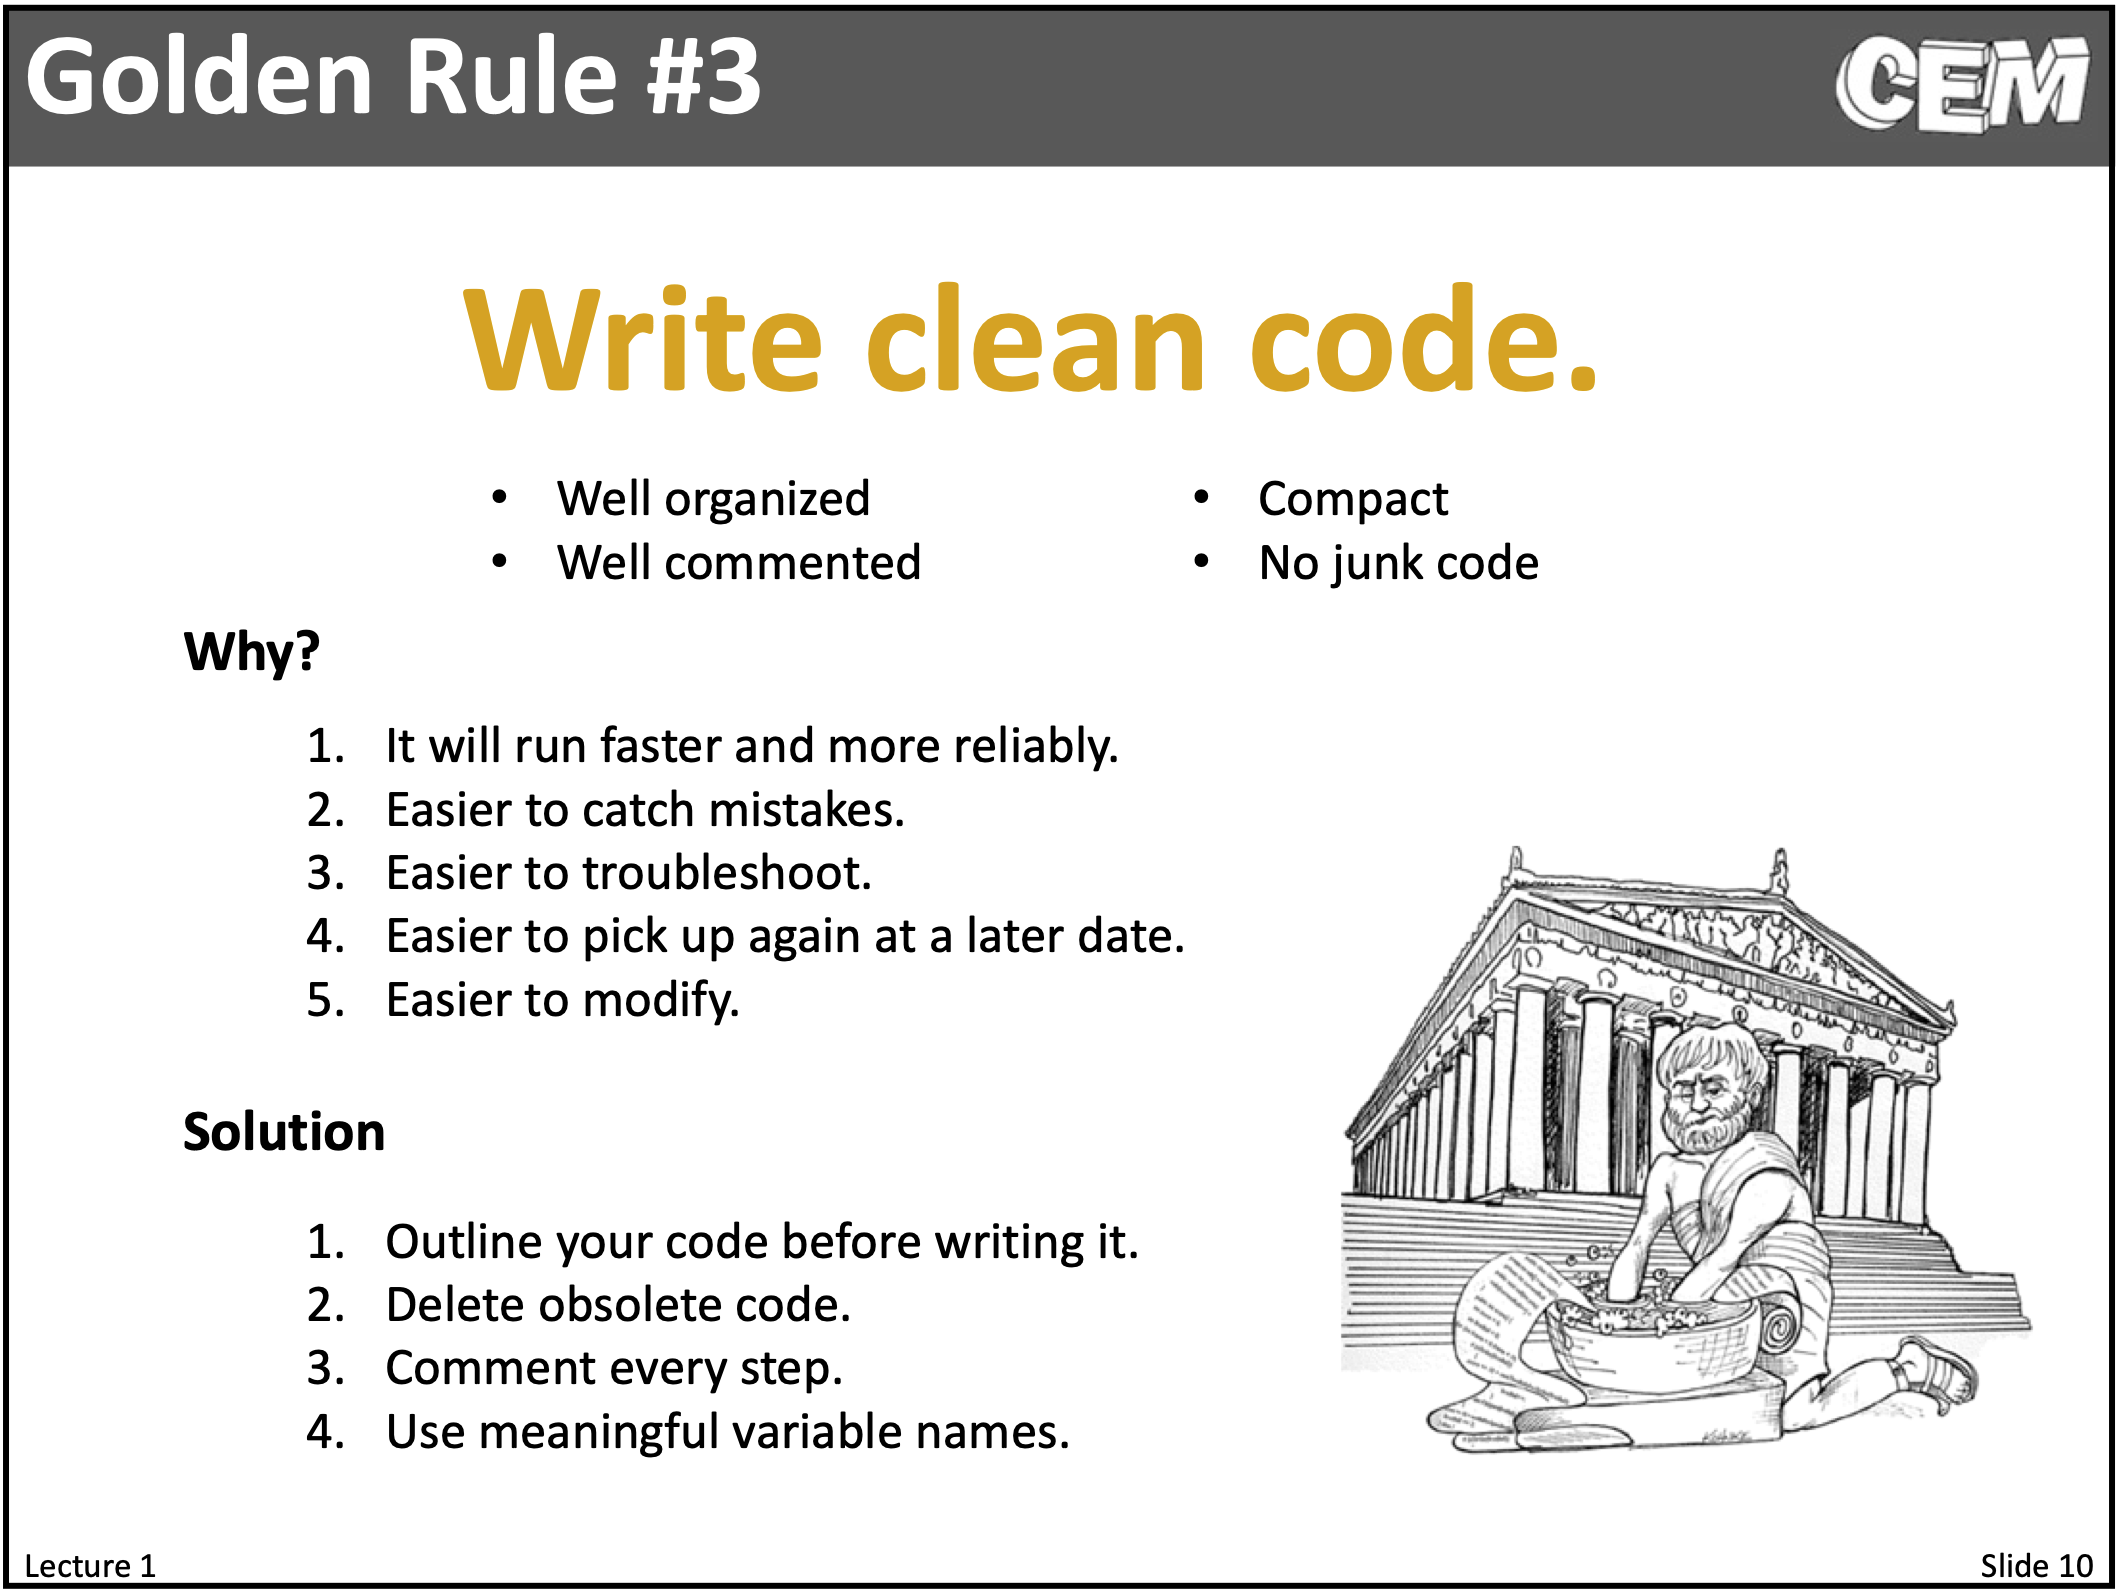 Golden Rule #3
CEM
Write clean code.
• Well organized
• Well commented
• Compact
• No junk code
Why?
1. It will run faster and more reliably.
2. Easier to catch mistakes.
3. Easier to troubleshoot.
4. Easier to pick up again at a later date.
5. Easier to modify.
Solution
1. Outline your code before writing it.
2. Delete obsolete code.
3. Comment every step.
4. Use meaningful variable names.
Lecture 1
Slide 10